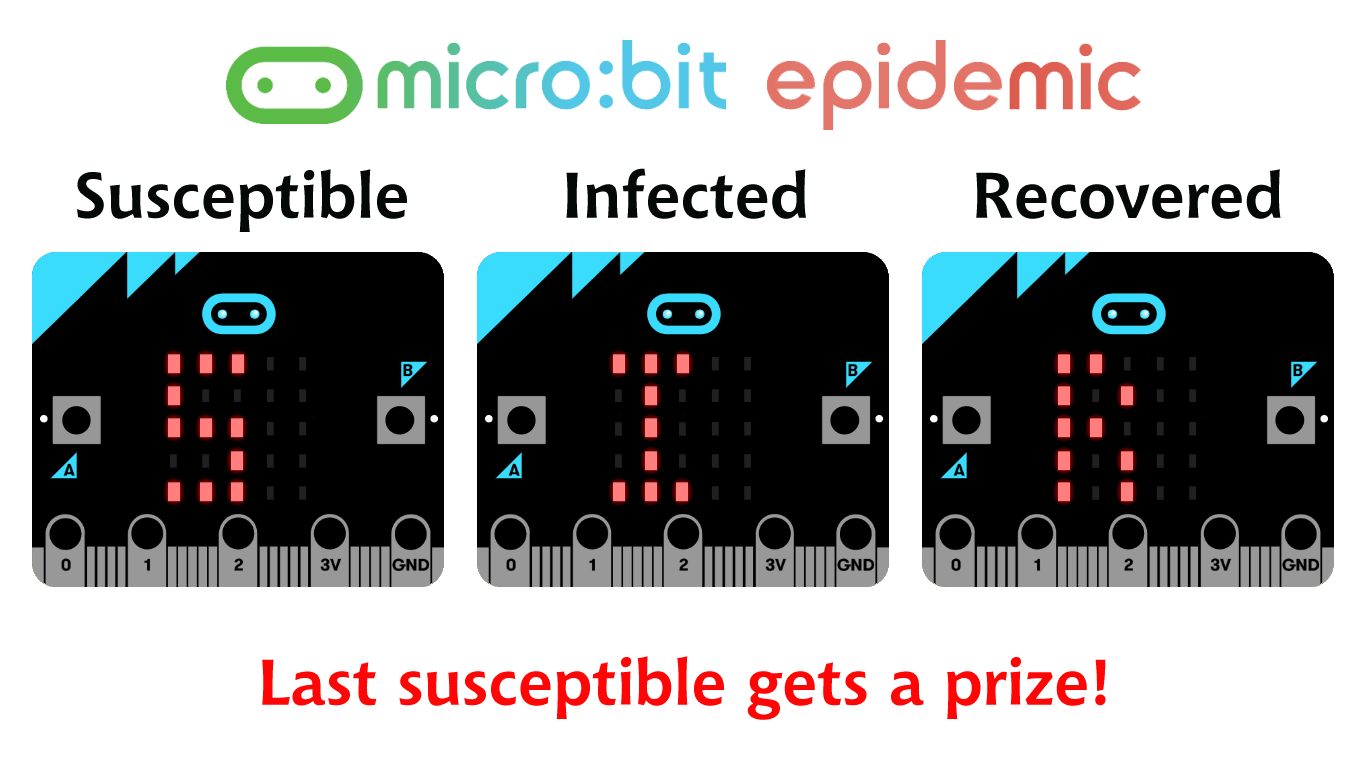 micro:bit epidemic
Susceptible Infected Recovered
S I R
B B B
A A A
0 1 2 3V GND 0 1 2 3V GND 0 1 2 3V GND
Last susceptible gets a prize!